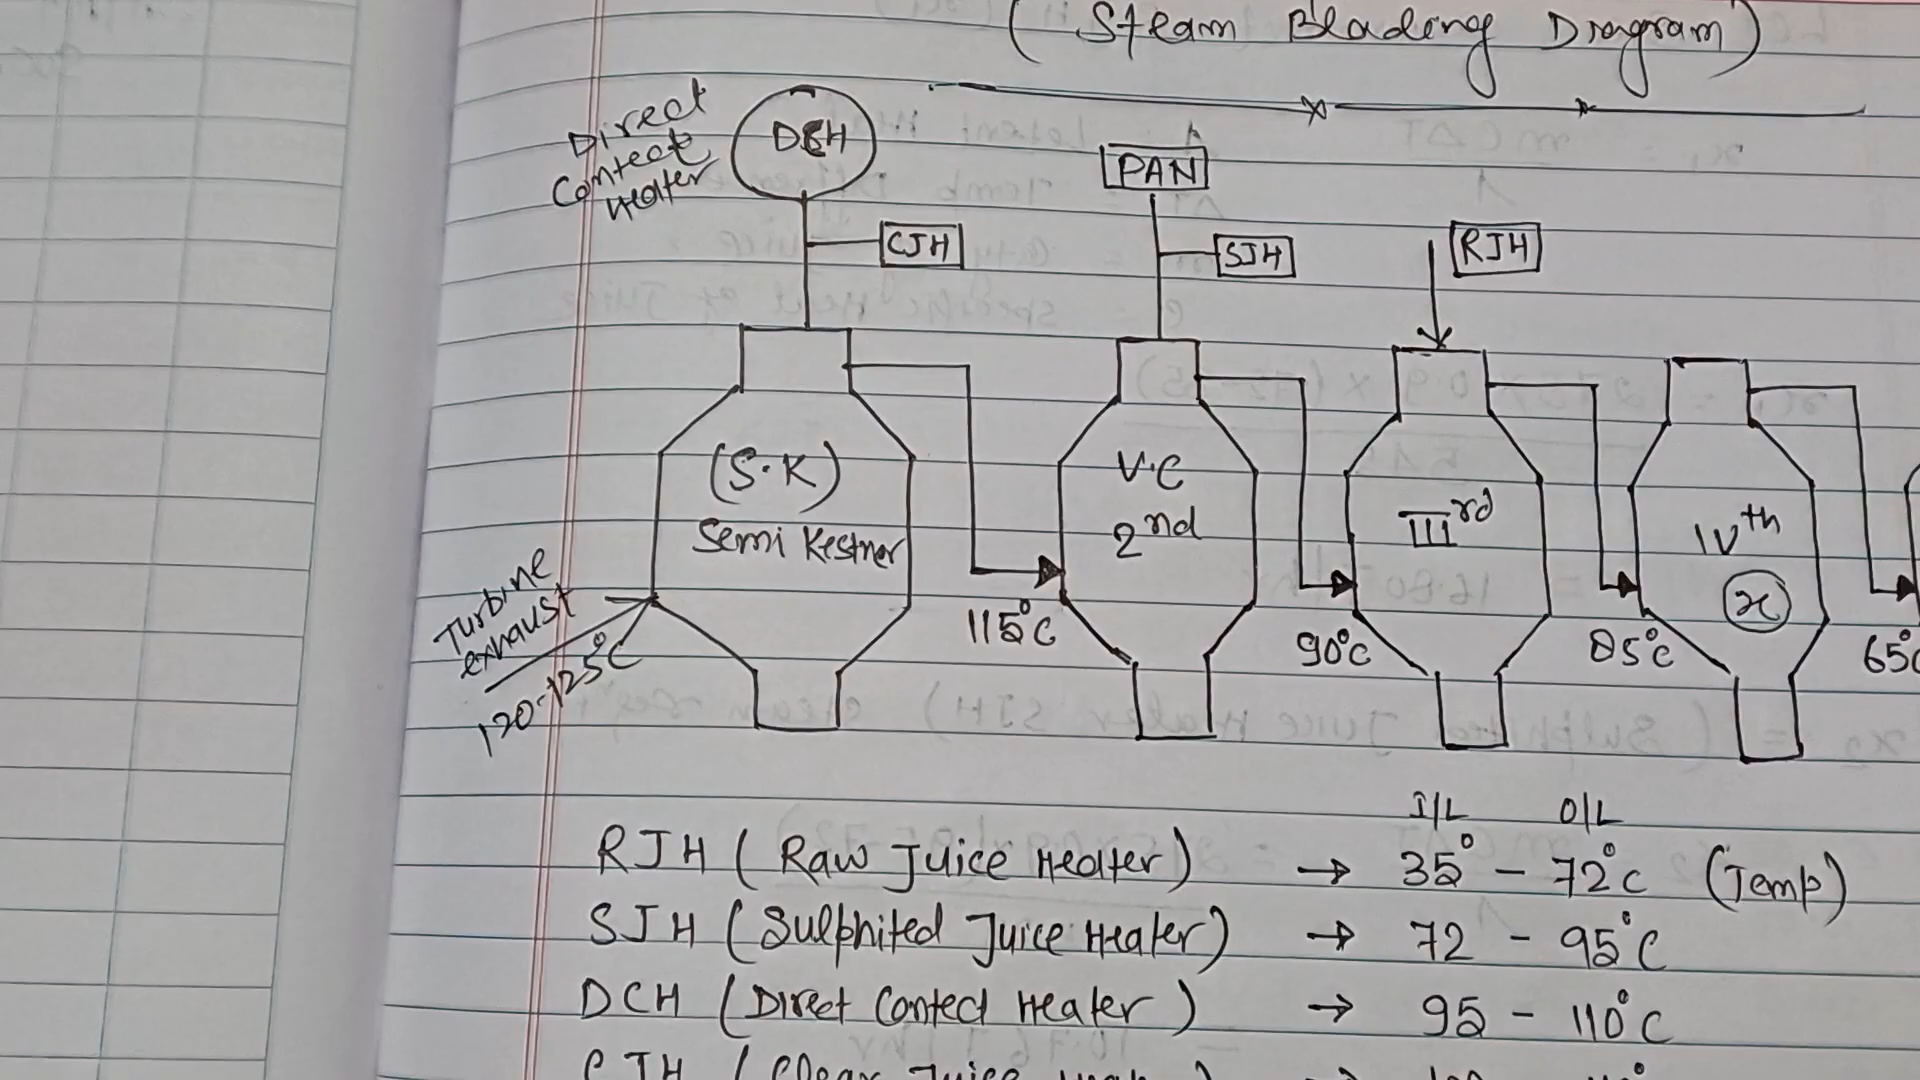 ( Steam Bleading Diagram )
Direct
Contect
Heater
DCH
PAN
CJH
SJH
RJH
(S.K)
Semi Kestner
V.C
2nd
IIIrd
IVth
x
Turbine
exhaust
120-125°C
115°C
90°C
85°C
65°C
I/L O/L
RJH ( Raw Juice Heater ) → 35° - 72°C (Temp)
SJH ( Sulphited Juice Heater ) → 72 - 95°C
DCH ( Direct Contect Heater ) → 95 - 110°C